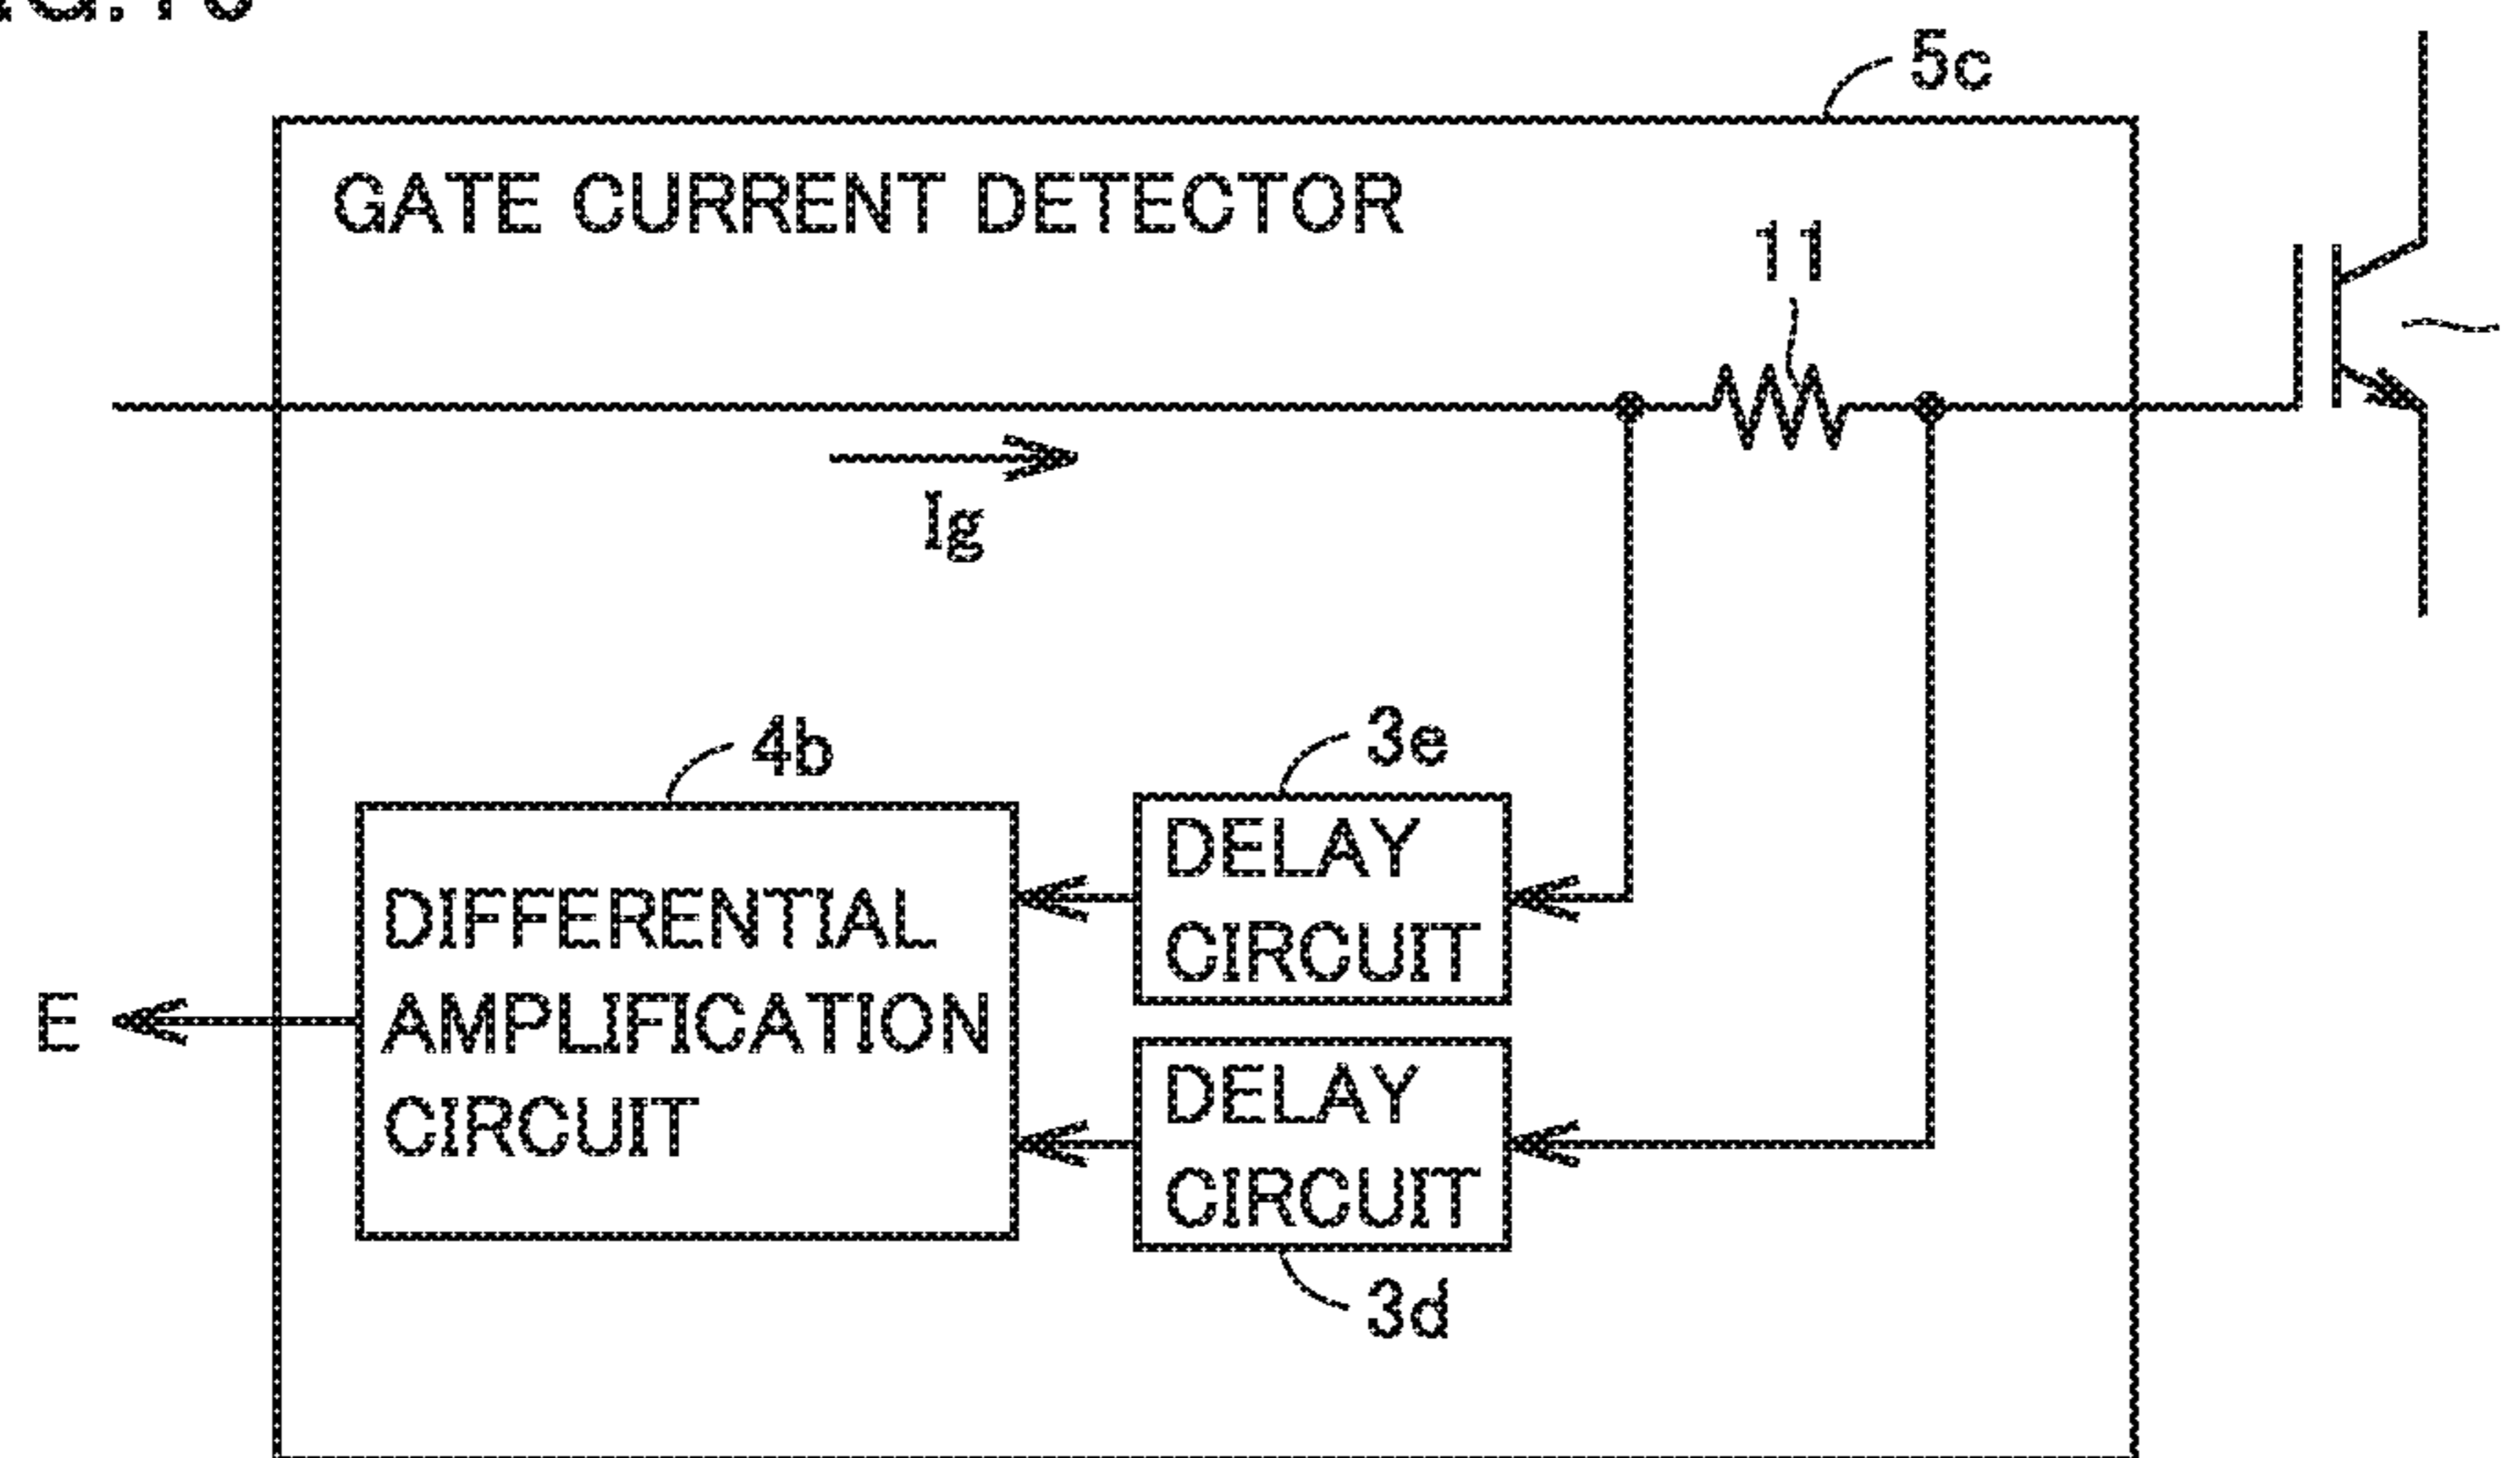 5c
GATE CURRENT DETECTOR
11
Ig
4b
3e
DELAY
CIRCUIT
DIFFERENTIAL
AMPLIFICATION
CIRCUIT
E
DELAY
CIRCUIT
3d